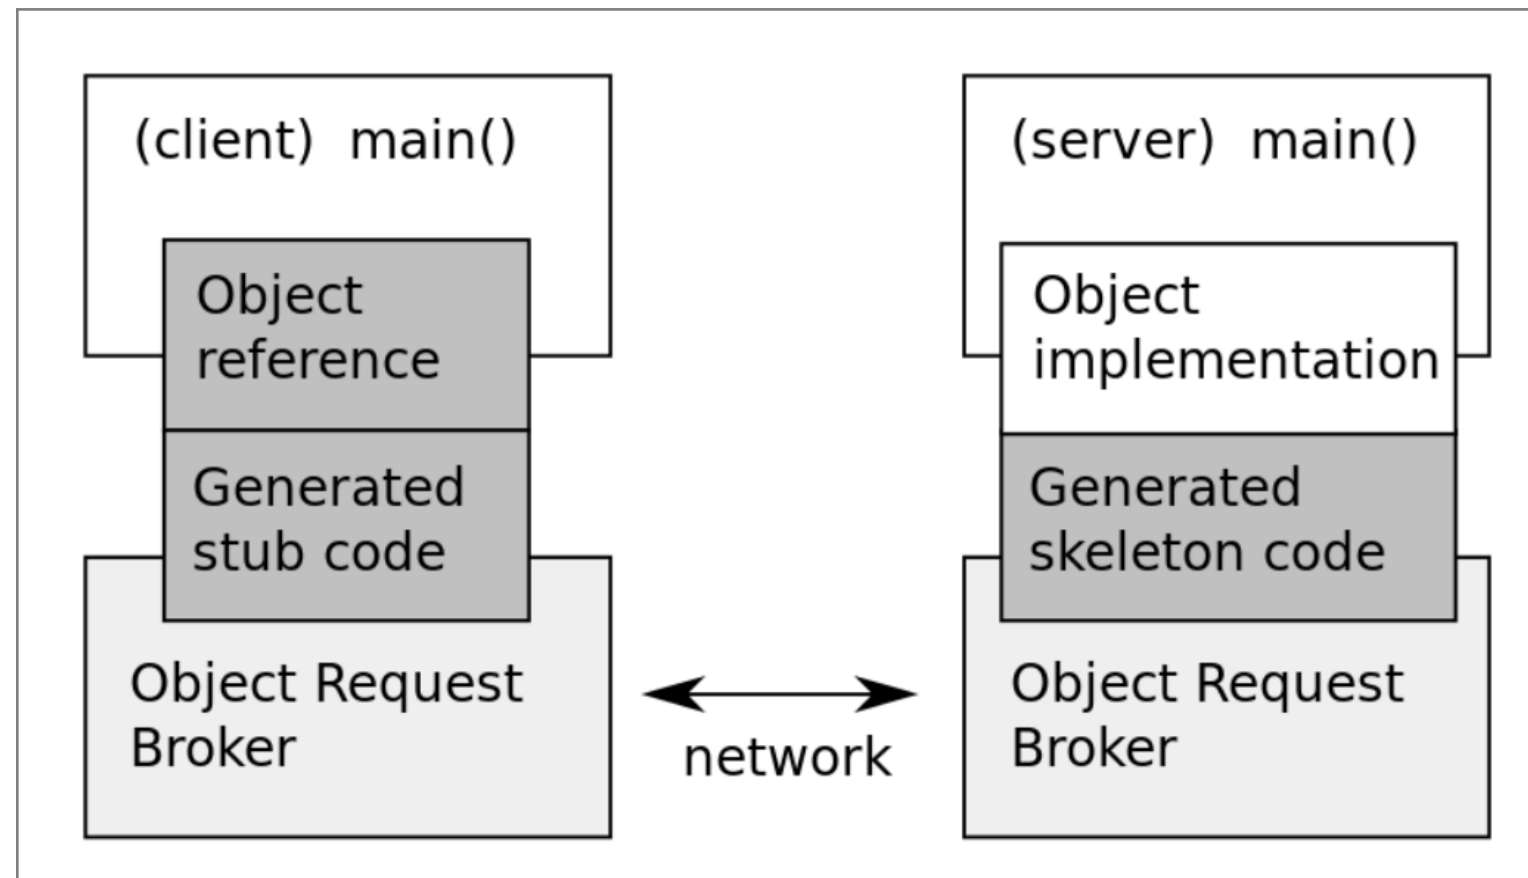 (client)  main()
Object
reference
Generated
stub code
Object Request
Broker
network
(server)  main()
Object
implementation
Generated
skeleton code
Object Request
Broker